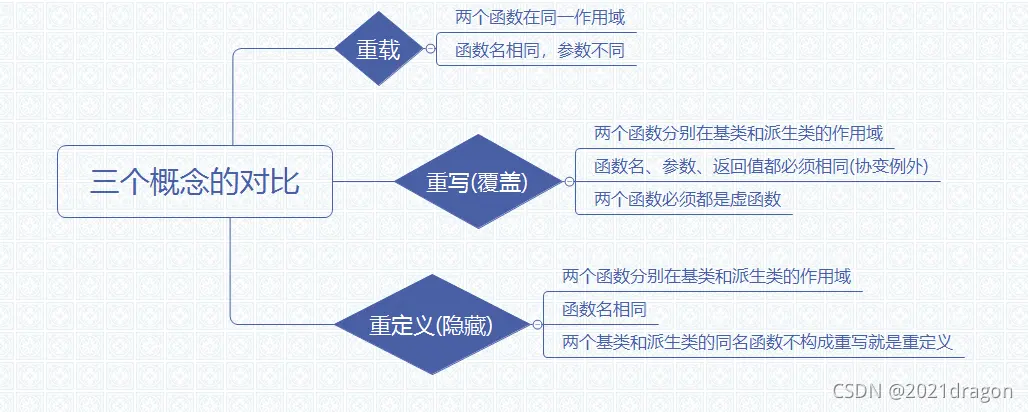 三个概念的对比
重载
两个函数在同一作用域
函数名相同，参数不同
重写(覆盖)
两个函数分别在基类和派生类的作用域
函数名、参数、返回值都必须相同(协变例外)
两个函数必须都是虚函数
重定义(隐藏)
两个函数分别在基类和派生类的作用域
函数名相同
两个基类和派生类的同名函数不构成重写就是重定义
CSDN @2021dragon